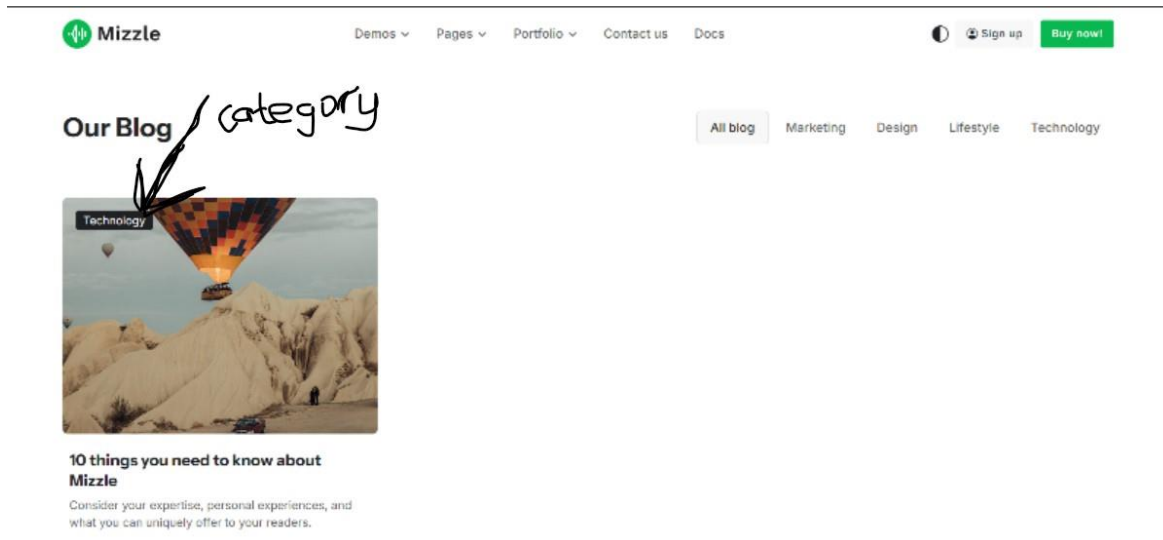 Mizzle Demos Pages Portfolio Contact us Docs Sign up Buy now!
category
Our Blog All blog Marketing Design Lifestyle Technology
Technology
10 things you need to know about
Mizzle
Consider your expertise, personal experiences, and
what you can uniquely offer to your readers.